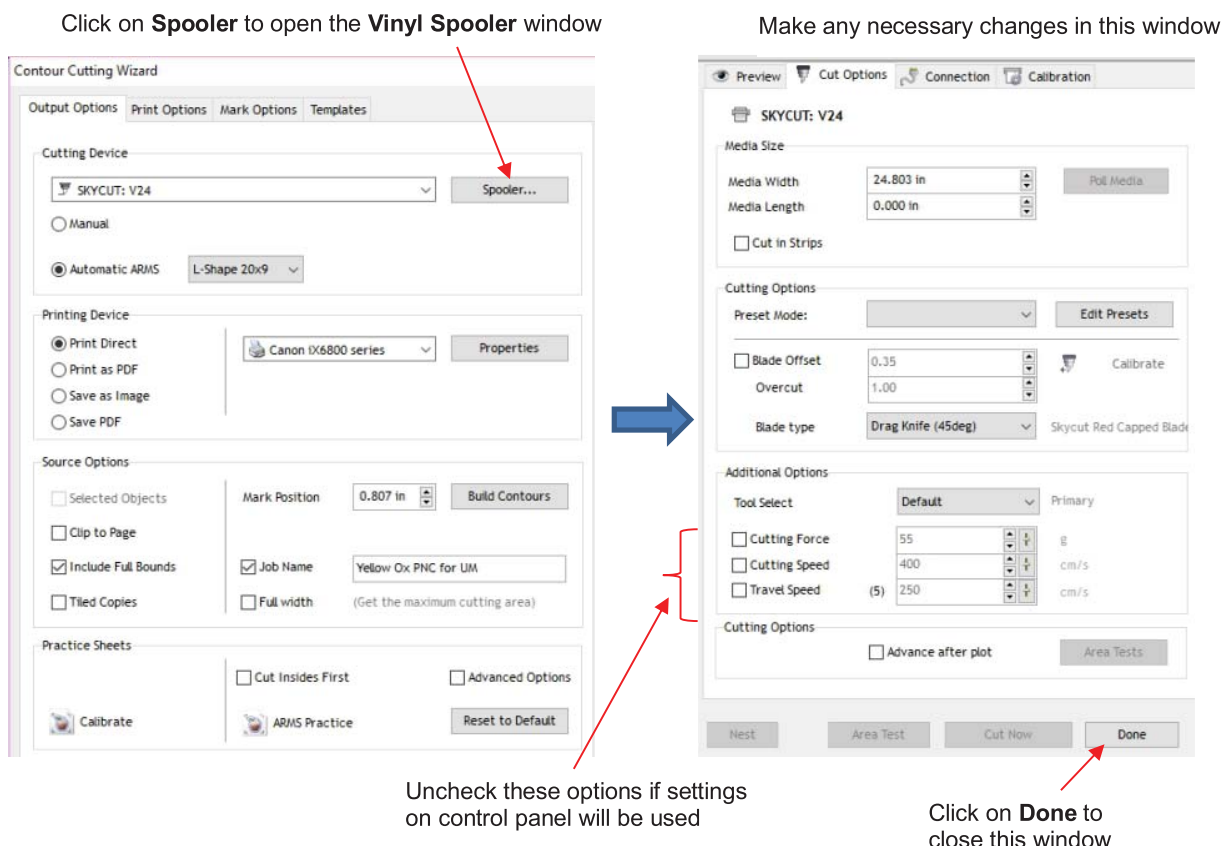 Click on Spooler to open the Vinyl Spooler window
Make any necessary changes in this window
Contour Cutting Wizard
Output Options Print Options Mark Options Templates
Cutting Device
SKYCUT: V24
Spooler...
Manual
Automatic ARMS
L-Shape 20x9
Printing Device
Print Direct
Canon iX6800 series
Properties
Print as PDF
Save as Image
Save PDF
Source Options
Selected Objects
Mark Position
0.807 in
Build Contours
Clip to Page
Include Full Bounds
Job Name
Yellow Ox PNC for UM
Tiled Copies
Full width
(Get the maximum cutting area)
Practice Sheets
Cut Insides First
Advanced Options
Calibrate
ARMS Practice
Reset to Default
Preview Cut Options Connection Calibration
SKYCUT: V24
Media Size
Media Width
24.803 in
Poll Media
Media Length
0.000 in
Cut in Strips
Cutting Options
Preset Mode:
Edit Presets
Blade Offset
0.35
Calibrate
Overcut
1.00
Blade type
Drag Knife (45deg)
Skycut Red Capped Blade
Additional Options
Tool Select
Default
Primary
Cutting Force
55
g
Cutting Speed
400
cm/s
Travel Speed
(5)
250
cm/s
Cutting Options
Advance after plot
Area Tests
Nest
Area Test
Cut Now
Done
Uncheck these options if settings
on control panel will be used
Click on Done to
close this window